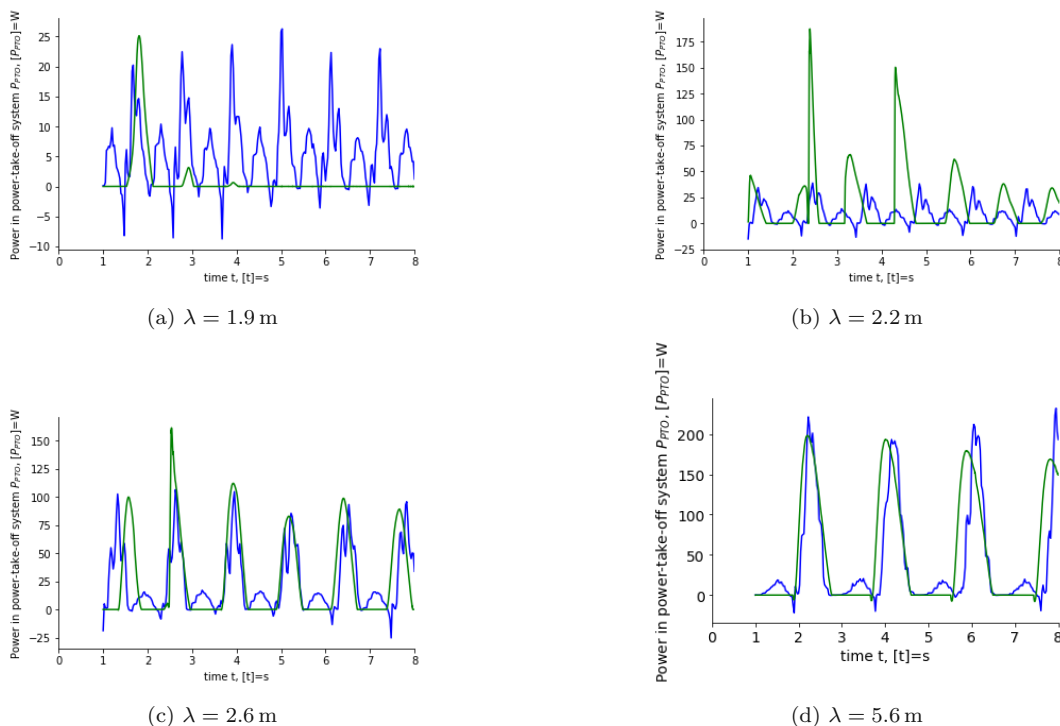 Power in power-take-off system P_PTO, [P_PTO]=W
25
20
15
10
5
0
−5
−10
0 1 2 3 4 5 6 7 8
time t, [t]=s
(a) λ = 1.9 m
Power in power-take-off system P_PTO, [P_PTO]=W
175
150
125
100
75
50
25
0
−25
0 1 2 3 4 5 6 7 8
time t, [t]=s
(b) λ = 2.2 m
Power in power-take-off system P_PTO, [P_PTO]=W
150
125
100
75
50
25
0
−25
0 1 2 3 4 5 6 7 8
time t, [t]=s
(c) λ = 2.6 m
Power in power-take-off system P_PTO, [P_PTO]=W
200
150
100
50
0
0 1 2 3 4 5 6 7 8
time t, [t]=s
(d) λ = 5.6 m